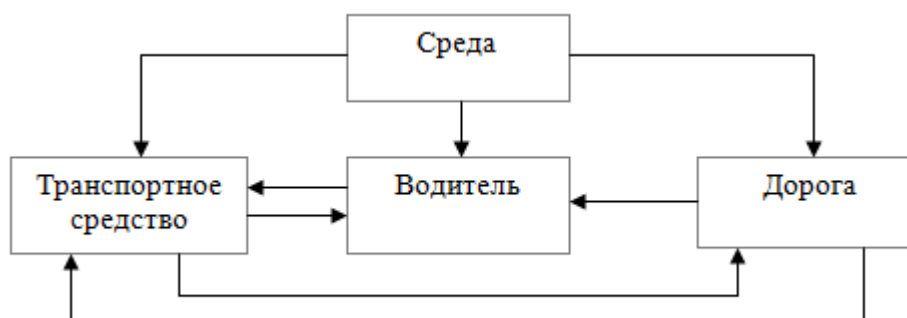 Среда
Транспортное
средство
Водитель
Дорога